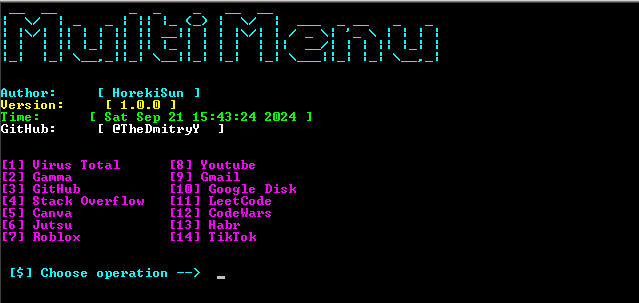 MultiMenu
Author: [ HorekiSun ]
Version: [ 1.0.0 ]
Time: [ Sat Sep 21 15:43:24 2024 ]
GitHub: [ @TheDmitryY ]
[1] Virus Total [8] Youtube
[2] Gamma [9] Gmail
[3] GitHub [10] Google Disk
[4] Stack Overflow [11] LeetCode
[5] Canva [12] CodeWars
[6] Jutsu [13] Habr
[7] Roblox [14] TikTok
[$] Choose operation --> _